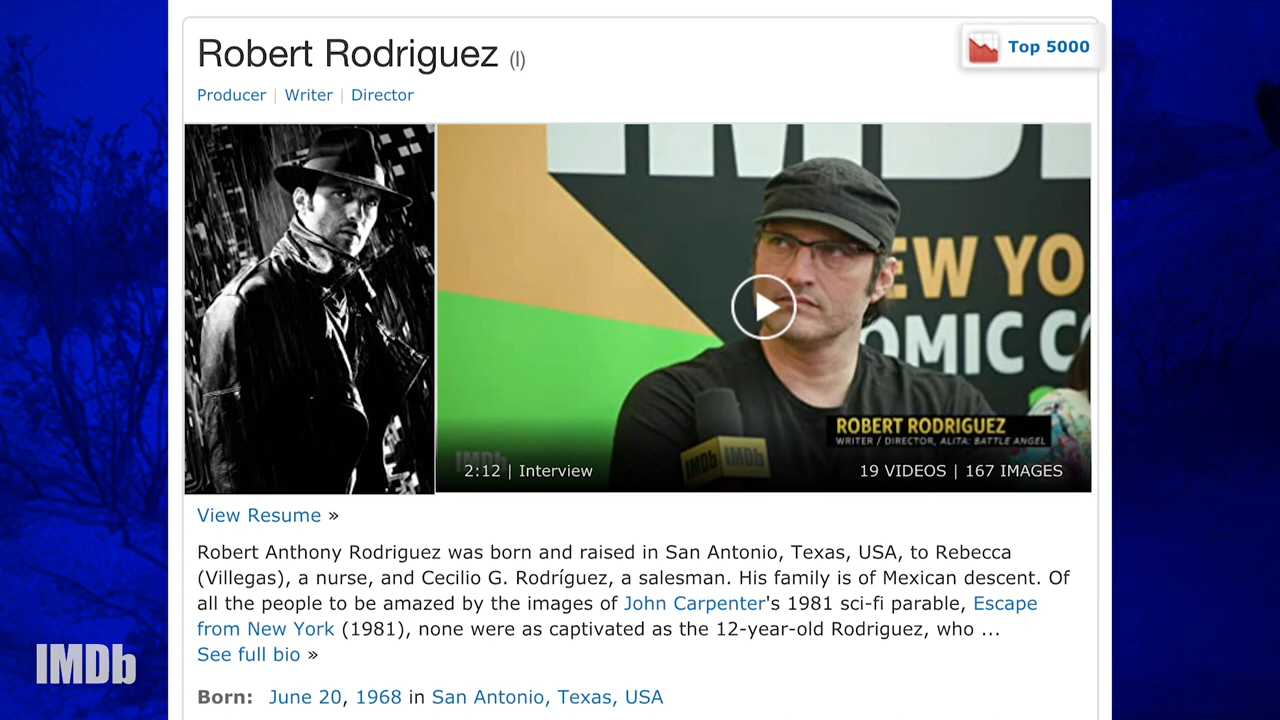 Robert Rodriguez (I)
Top 5000
Producer | Writer | Director
EW YO
OMIC C
ROBERT RODRIGUEZ
WRITER / DIRECTOR, ALITA: BATTLE ANGEL
IMDb IMDb
IMDb
2:12 | Interview
19 VIDEOS | 167 IMAGES
View Resume »
Robert Anthony Rodriguez was born and raised in San Antonio, Texas, USA, to Rebecca
(Villegas), a nurse, and Cecilio G. Rodríguez, a salesman. His family is of Mexican descent. Of
all the people to be amazed by the images of John Carpenter's 1981 sci-fi parable, Escape
from New York (1981), none were as captivated as the 12-year-old Rodriguez, who ...
See full bio »
IMDb
Born: June 20, 1968 in San Antonio, Texas, USA